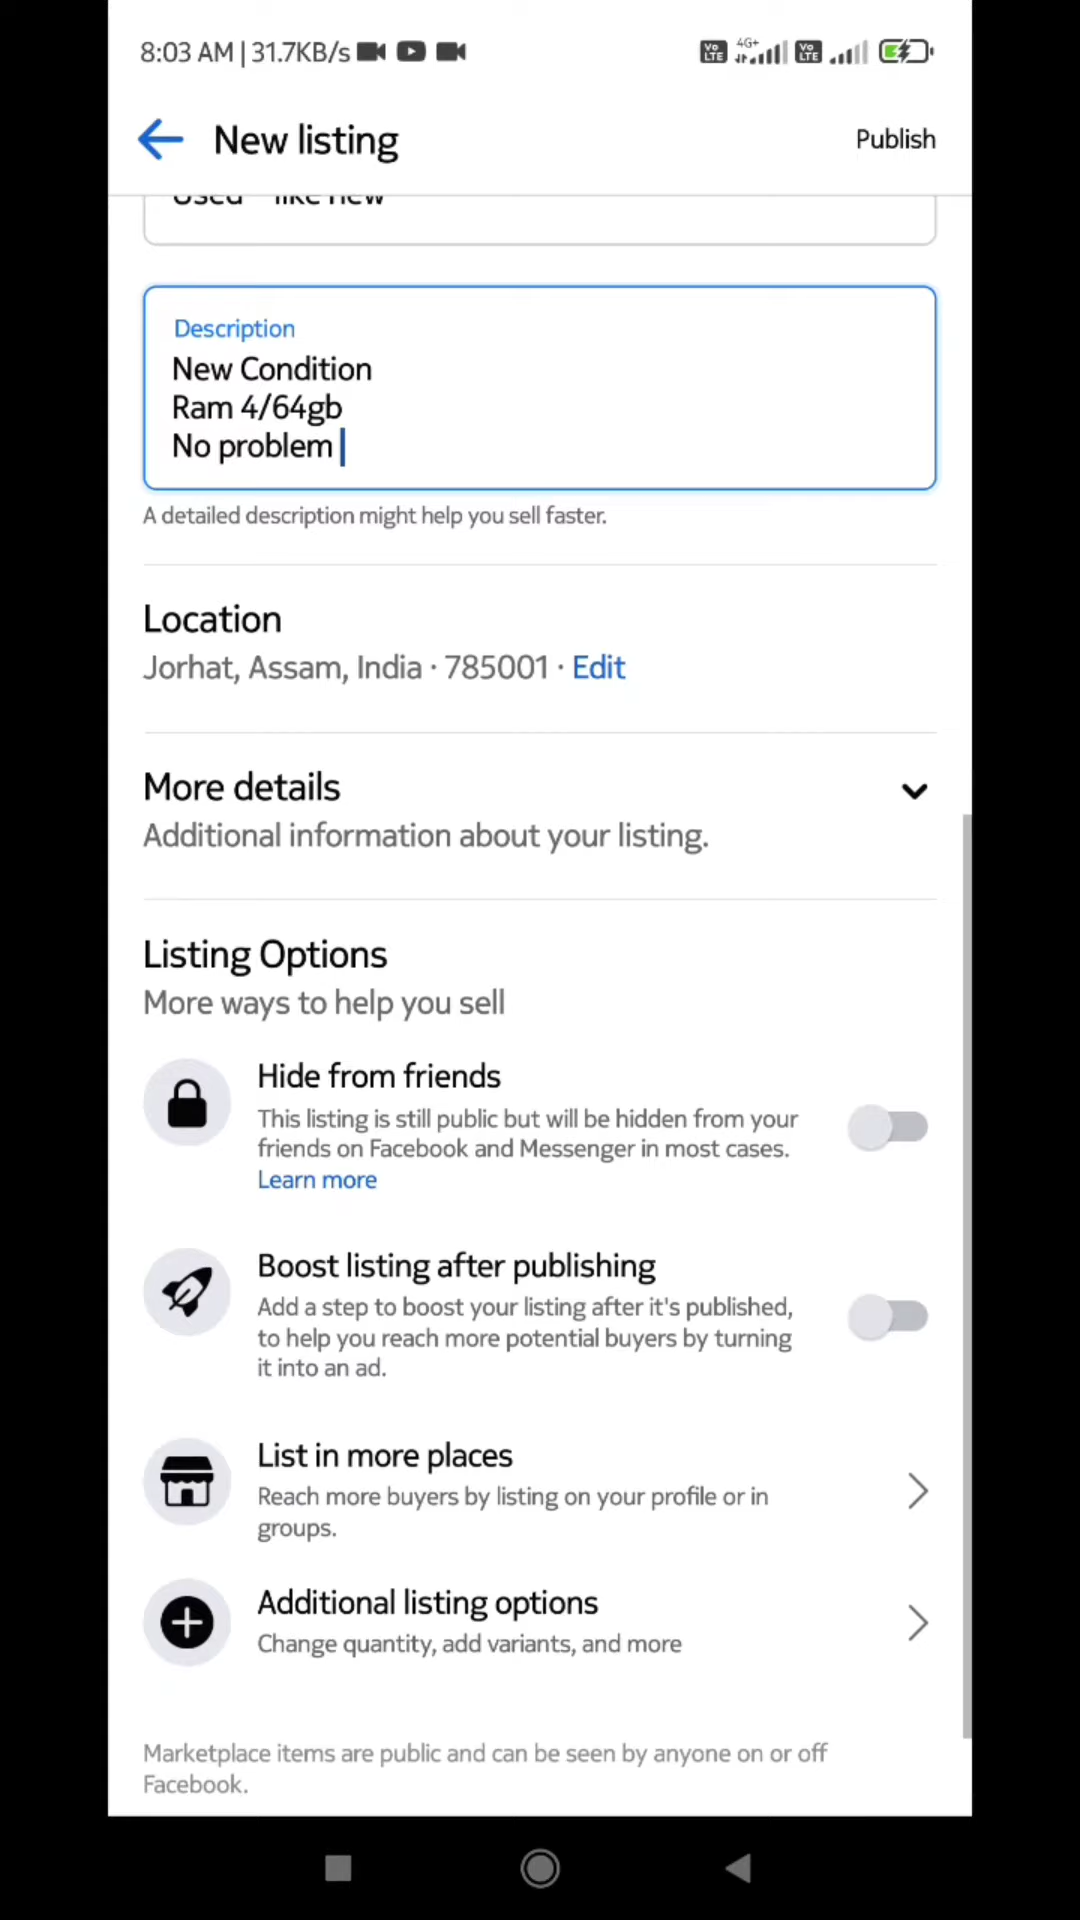 8:03 AM | 31.7KB/s
Vo LTE 4G+ Vo LTE
New listing
Publish
Used like new
Description
New Condition
Ram 4/64gb
No problem
A detailed description might help you sell faster.
Location
Jorhat, Assam, India · 785001 · Edit
More details
Additional information about your listing.
Listing Options
More ways to help you sell
Hide from friends
This listing is still public but will be hidden from your
friends on Facebook and Messenger in most cases.
Learn more
Boost listing after publishing
Add a step to boost your listing after it's published,
to help you reach more potential buyers by turning
it into an ad.
List in more places
Reach more buyers by listing on your profile or in
groups.
Additional listing options
Change quantity, add variants, and more
Marketplace items are public and can be seen by anyone on or off
Facebook.